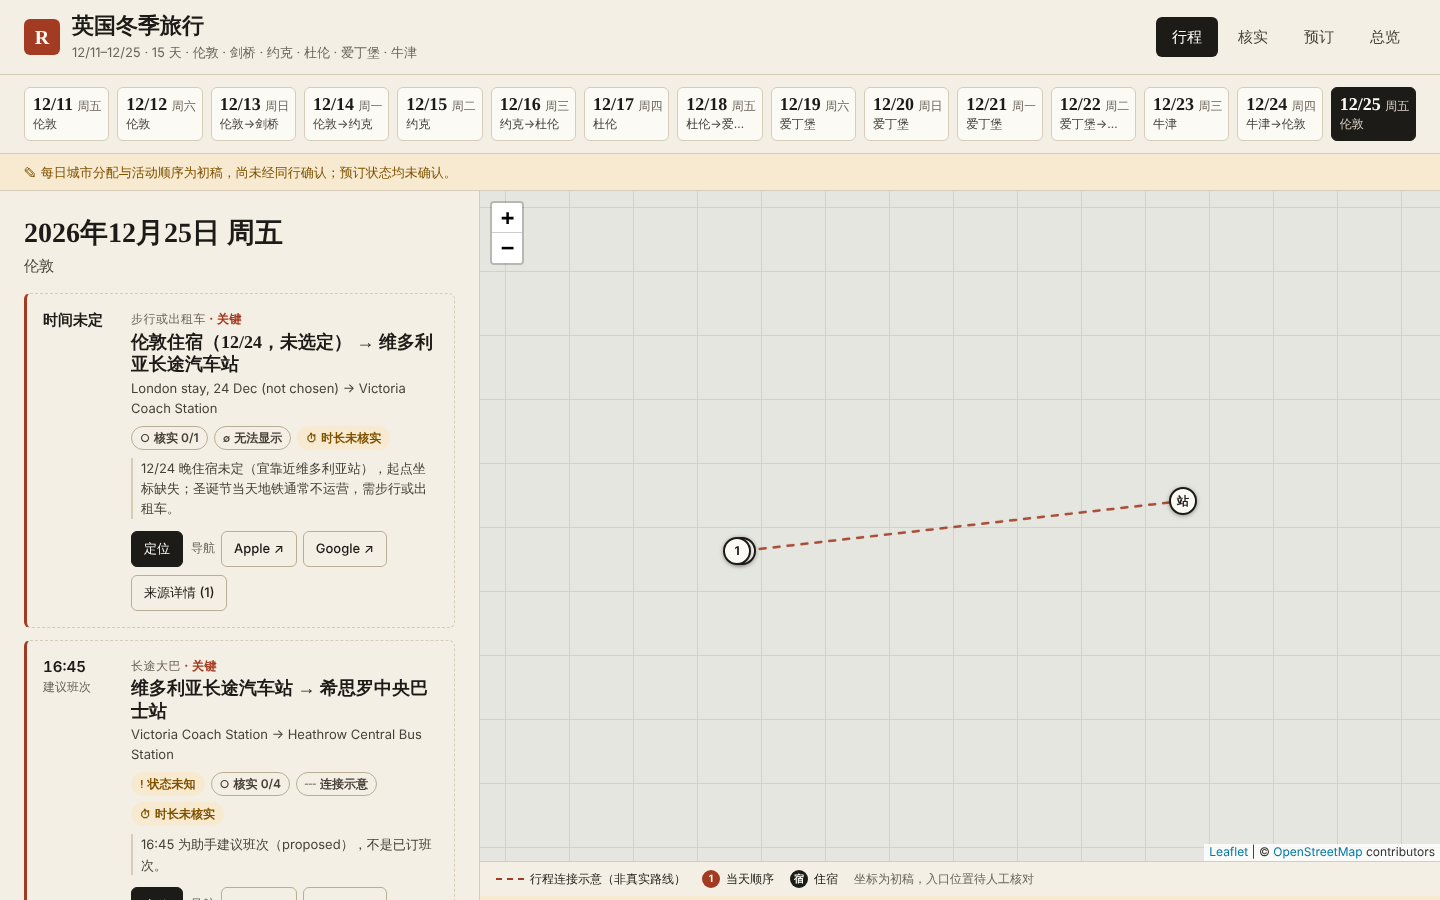 R
英国冬季旅行
12/11–12/25 · 15 天 · 伦敦 · 剑桥 · 约克 · 杜伦 · 爱丁堡 · 牛津
行程 核实 预订 总览
12/11 周五
伦敦
12/12 周六
伦敦
12/13 周日
伦敦→剑桥
12/14 周一
伦敦→约克
12/15 周二
约克
12/16 周三
约克→杜伦
12/17 周四
杜伦
12/18 周五
杜伦→爱...
12/19 周六
爱丁堡
12/20 周日
爱丁堡
12/21 周一
爱丁堡
12/22 周二
爱丁堡→...
12/23 周三
牛津
12/24 周四
牛津→伦敦
12/25 周五
伦敦
✎ 每日城市分配与活动顺序为初稿，尚未经同行确认；预订状态均未确认。
2026年12月25日 周五
伦敦
时间未定
步行或出租车 · 关键
伦敦住宿（12/24，未选定） → 维多利
亚长途汽车站
London stay, 24 Dec (not chosen) → Victoria
Coach Station
○ 核实 0/1 ∅ 无法显示 ⏱ 时长未核实
12/24 晚住宿未定（宜靠近维多利亚站），起点坐
标缺失；圣诞节当天地铁通常不运营，需步行或出
租车。
定位 导航 Apple ↗ Google ↗
来源详情 (1)
16:45
建议班次
长途大巴 · 关键
维多利亚长途汽车站 → 希思罗中央巴
士站
Victoria Coach Station → Heathrow Central Bus
Station
! 状态未知 ○ 核实 0/4 --- 连接示意
⏱ 时长未核实
16:45 为助手建议班次（proposed），不是已订班
次。
+
−
1
站
Leaflet | © OpenStreetMap contributors
行程连接示意（非真实路线） 1 当天顺序 宿 住宿 坐标为初稿，入口位置待人工核对